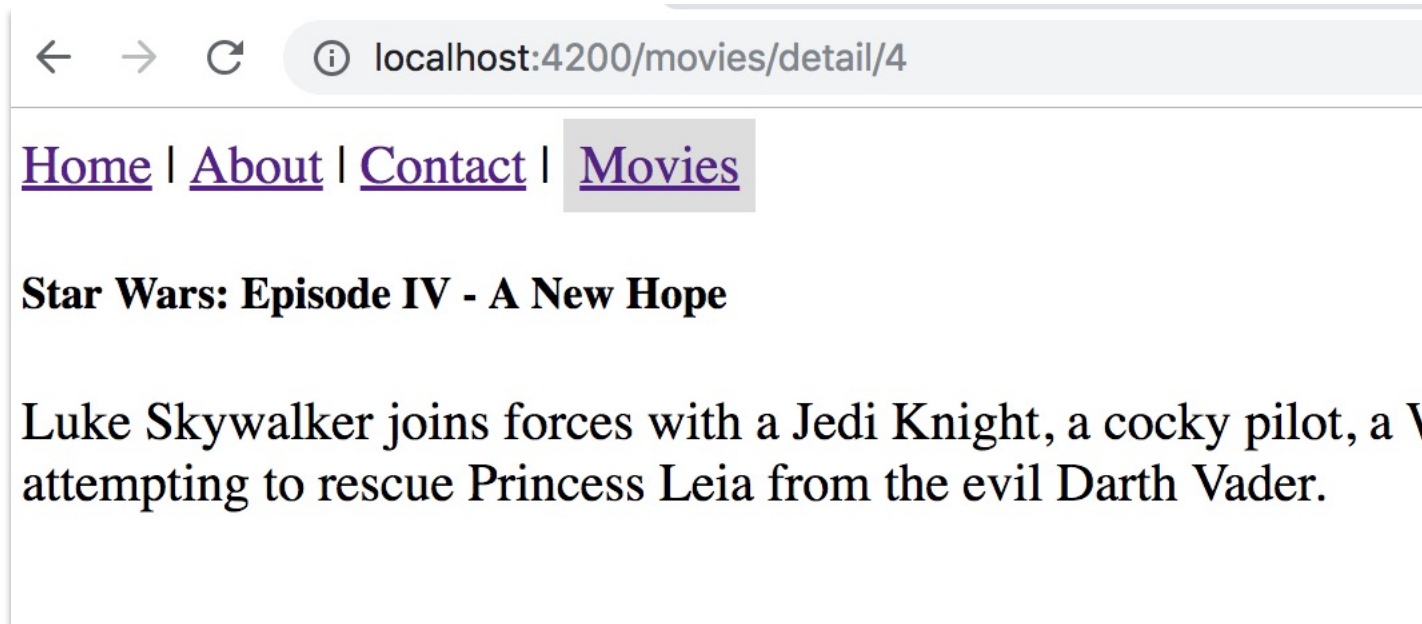 localhost:4200/movies/detail/4
Home | About | Contact | Movies
Star Wars: Episode IV - A New Hope
Luke Skywalker joins forces with a Jedi Knight, a cocky pilot, a
attempting to rescue Princess Leia from the evil Darth Vader.